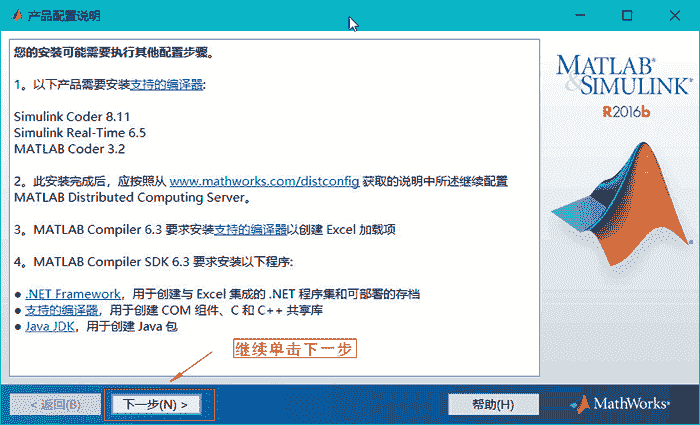 产品配置说明
您的安装可能需要执行其他配置步骤。
1。以下产品需要安装支持的编译器:
Simulink Coder 8.11
Simulink Real-Time 6.5
MATLAB Coder 3.2
2。此安装完成后，应按照从 www.mathworks.com/distconfig 获取的说明中所述继续配置
MATLAB Distributed Computing Server。
3。MATLAB Compiler 6.3 要求安装支持的编译器以创建 Excel 加载项
4。MATLAB Compiler SDK 6.3 要求安装以下程序:
● .NET Framework，用于创建与 Excel 集成的 .NET 程序集和可部署的存档
● 支持的编译器，用于创建 COM 组件、C 和 C++ 共享库
● Java JDK，用于创建 Java 包
MATLAB®
&SIMULINK®
R2016b
继续单击下一步
< 返回(B)
下一步(N) >
帮助(H)
MathWorks®